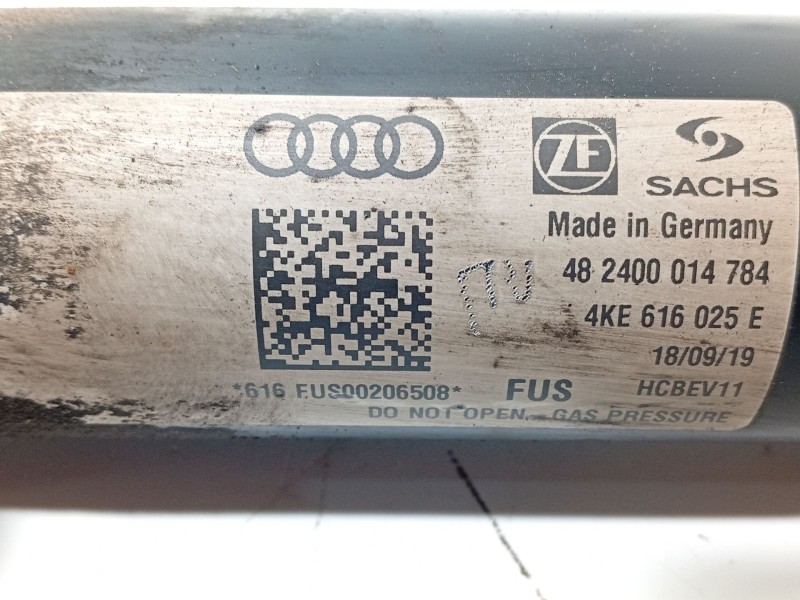 ZF
SACHS
Made in Germany
48 2400 014 784
4KE 616 025 E
18/09/19
*616 FUS00206508* FUS HCBEV11
DO NOT OPEN. GAS PRESSURE